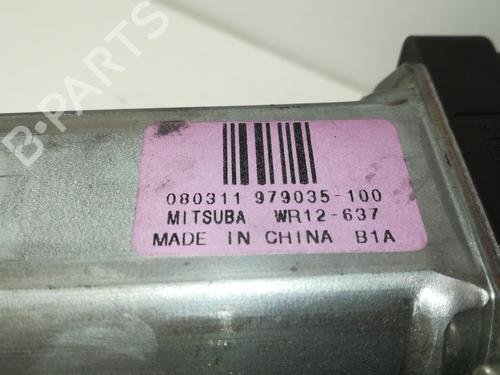 B-PARTS
080311 979035-100
MITSUBA WR12-637
MADE IN CHINA B1A